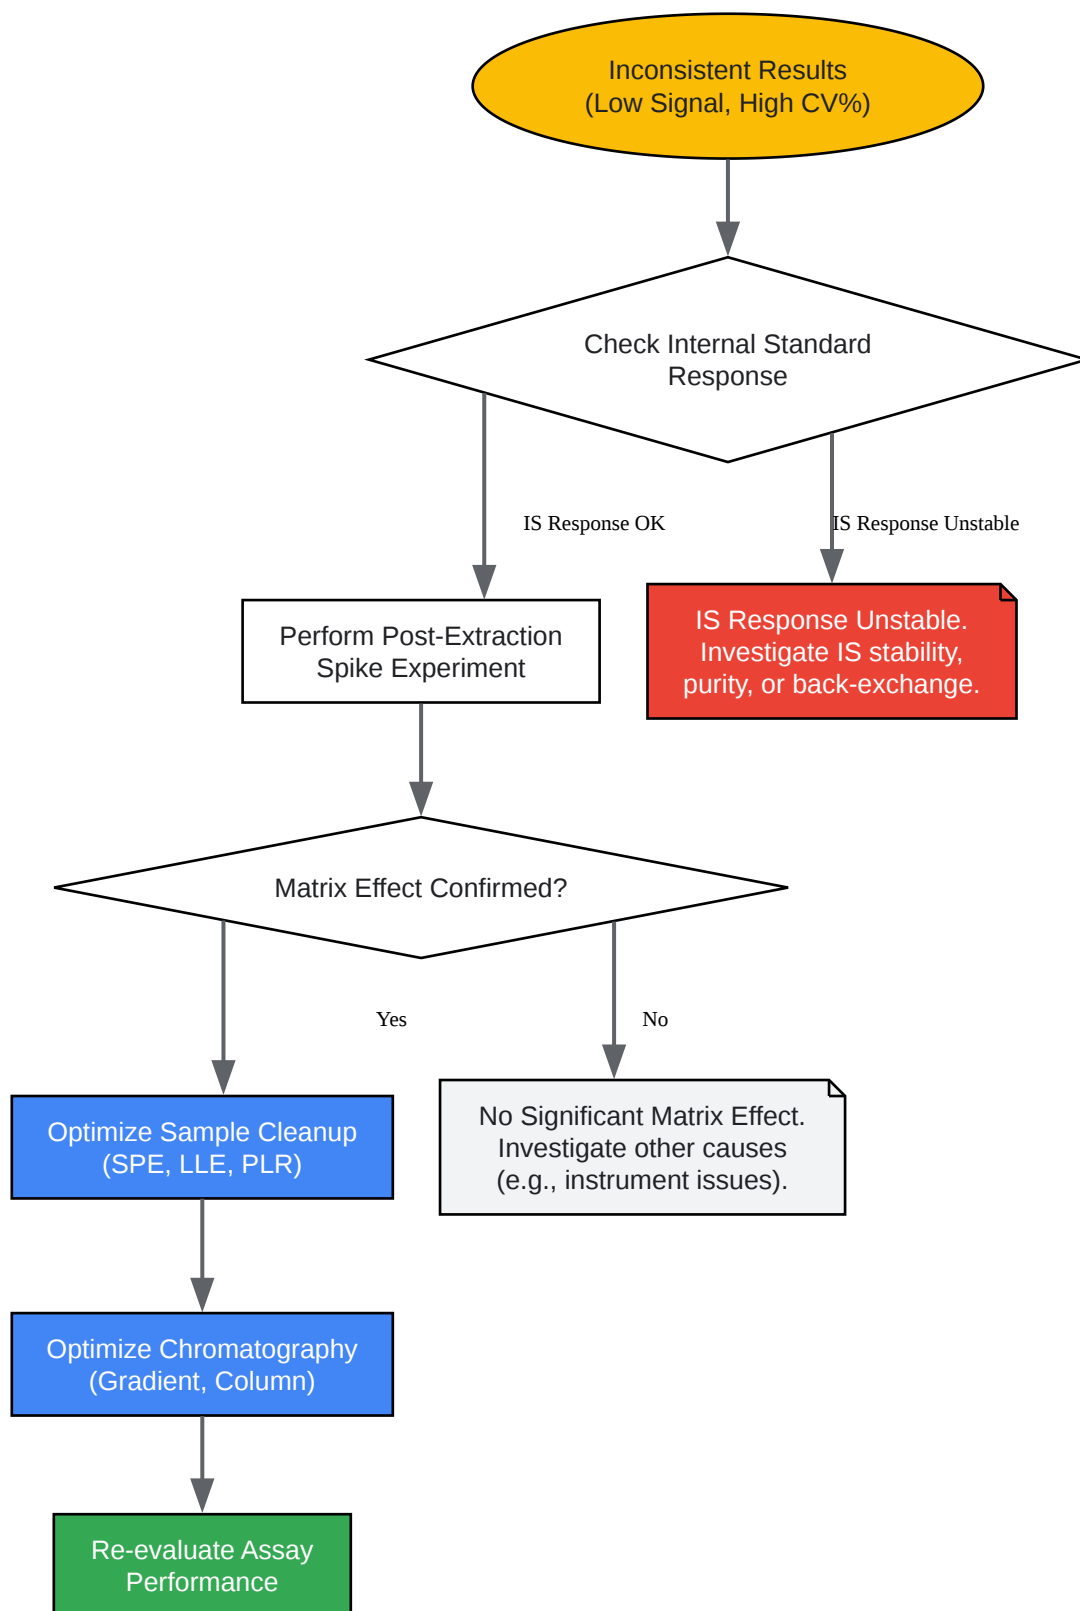 Inconsistent Results
(Low Signal, High CV%)
Check Internal Standard
Response
IS Response OK
IS Response Unstable
Perform Post-Extraction
Spike Experiment
IS Response Unstable.
Investigate IS stability,
purity, or back-exchange.
Matrix Effect Confirmed?
Yes
No
Optimize Sample Cleanup
(SPE, LLE, PLR)
No Significant Matrix Effect.
Investigate other causes
(e.g., instrument issues).
Optimize Chromatography
(Gradient, Column)
Re-evaluate Assay
Performance